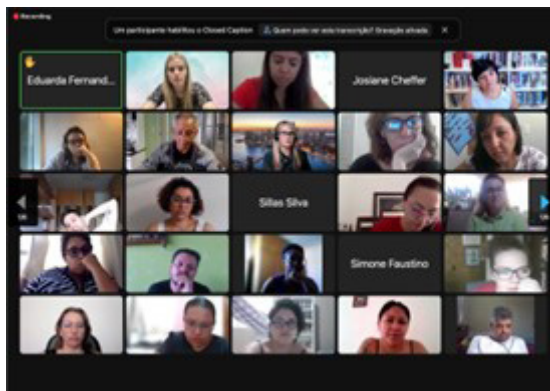 Recording
Um participante habilitou o Closed Caption
Quem pode ver esta transcrição? Gravação ativada
Eduarda Fernand...
Josiane Cheffer
Sillas Silva
Simone Faustino